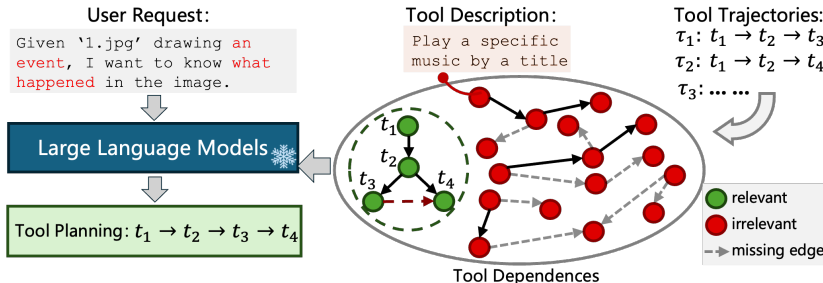 User Request:
Given ‘1.jpg’ drawing an
event, I want to know what
happened in the image.
Large Language Models
Tool Planning: t₁ → t₂ → t₃ → t₄
Tool Description:
Play a specific
music by a title
t₁
t₂
t₃
t₄
Tool Dependences
Tool Trajectories:
τ₁: t₁ → t₂ → t₃
τ₂: t₁ → t₂ → t₄
τ₃: ... ...
relevant
irrelevant
missing edge